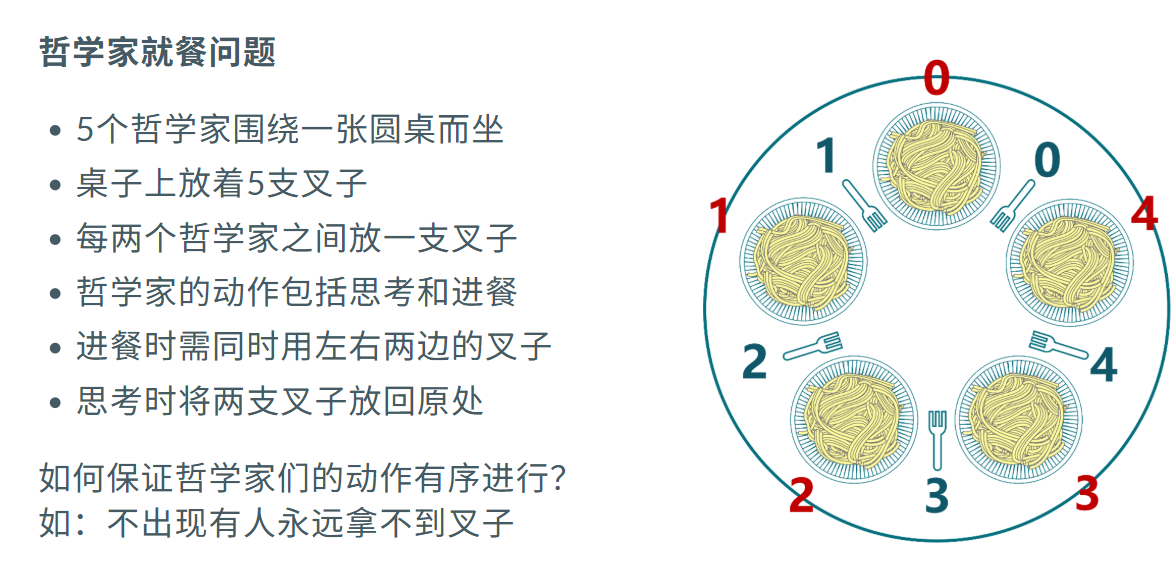 哲学家就餐问题
• 5个哲学家围绕一张圆桌而坐
• 桌子上放着5支叉子
• 每两个哲学家之间放一支叉子
• 哲学家的动作包括思考和进餐
• 进餐时需同时用左右两边的叉子
• 思考时将两支叉子放回原处
如何保证哲学家们的动作有序进行？
如：不出现有人永远拿不到叉子
0
1
0
1
4
2
4
2
3
3